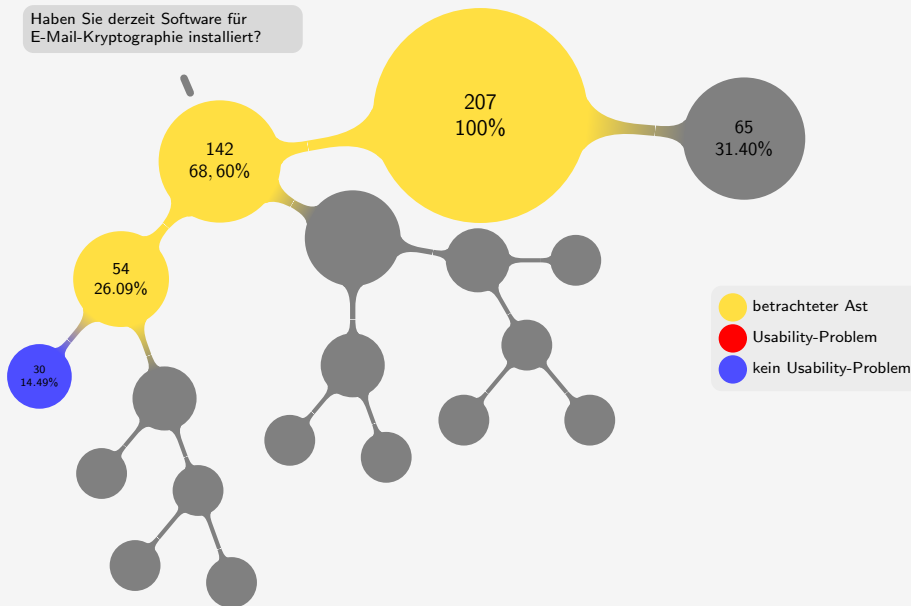 Haben Sie derzeit Software für
E-Mail-Kryptographie installiert?
207
100%
65
31.40%
142
68,60%
54
26.09%
30
14.49%
betrachteter Ast
Usability-Problem
kein Usability-Problem